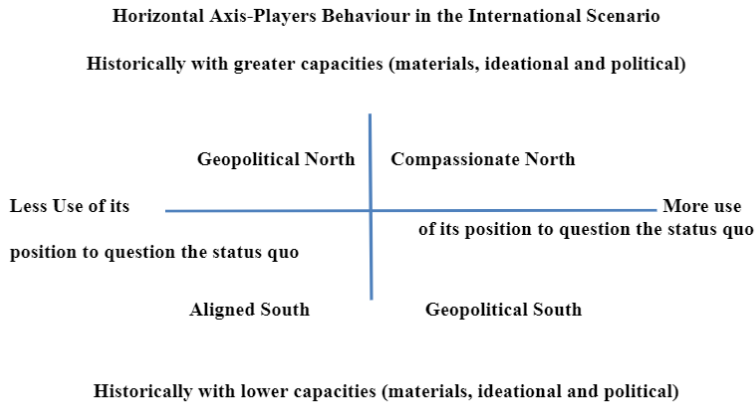 Horizontal Axis-Players Behaviour in the International Scenario
Historically with greater capacities (materials, ideational and political)
Geopolitical North
Compassionate North
Less Use of its
position to question the status quo
More use
of its position to question the status quo
Aligned South
Geopolitical South
Historically with lower capacities (materials, ideational and political)